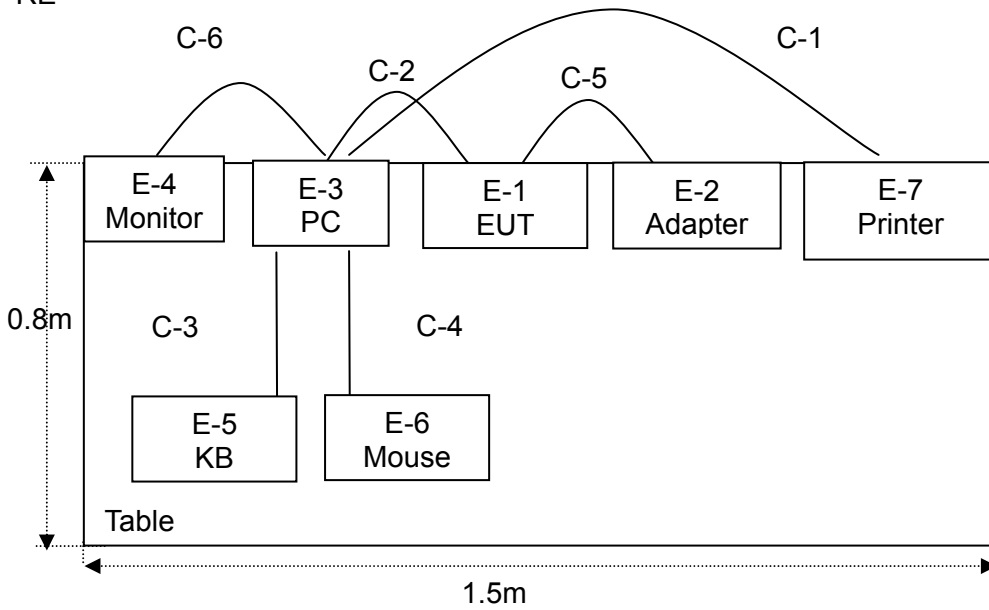 C-6
C-1
C-2
C-5
E-4
Monitor
E-3
PC
E-1
EUT
E-2
Adapter
E-7
Printer
0.8m
C-3
C-4
E-5
KB
E-6
Mouse
Table
1.5m